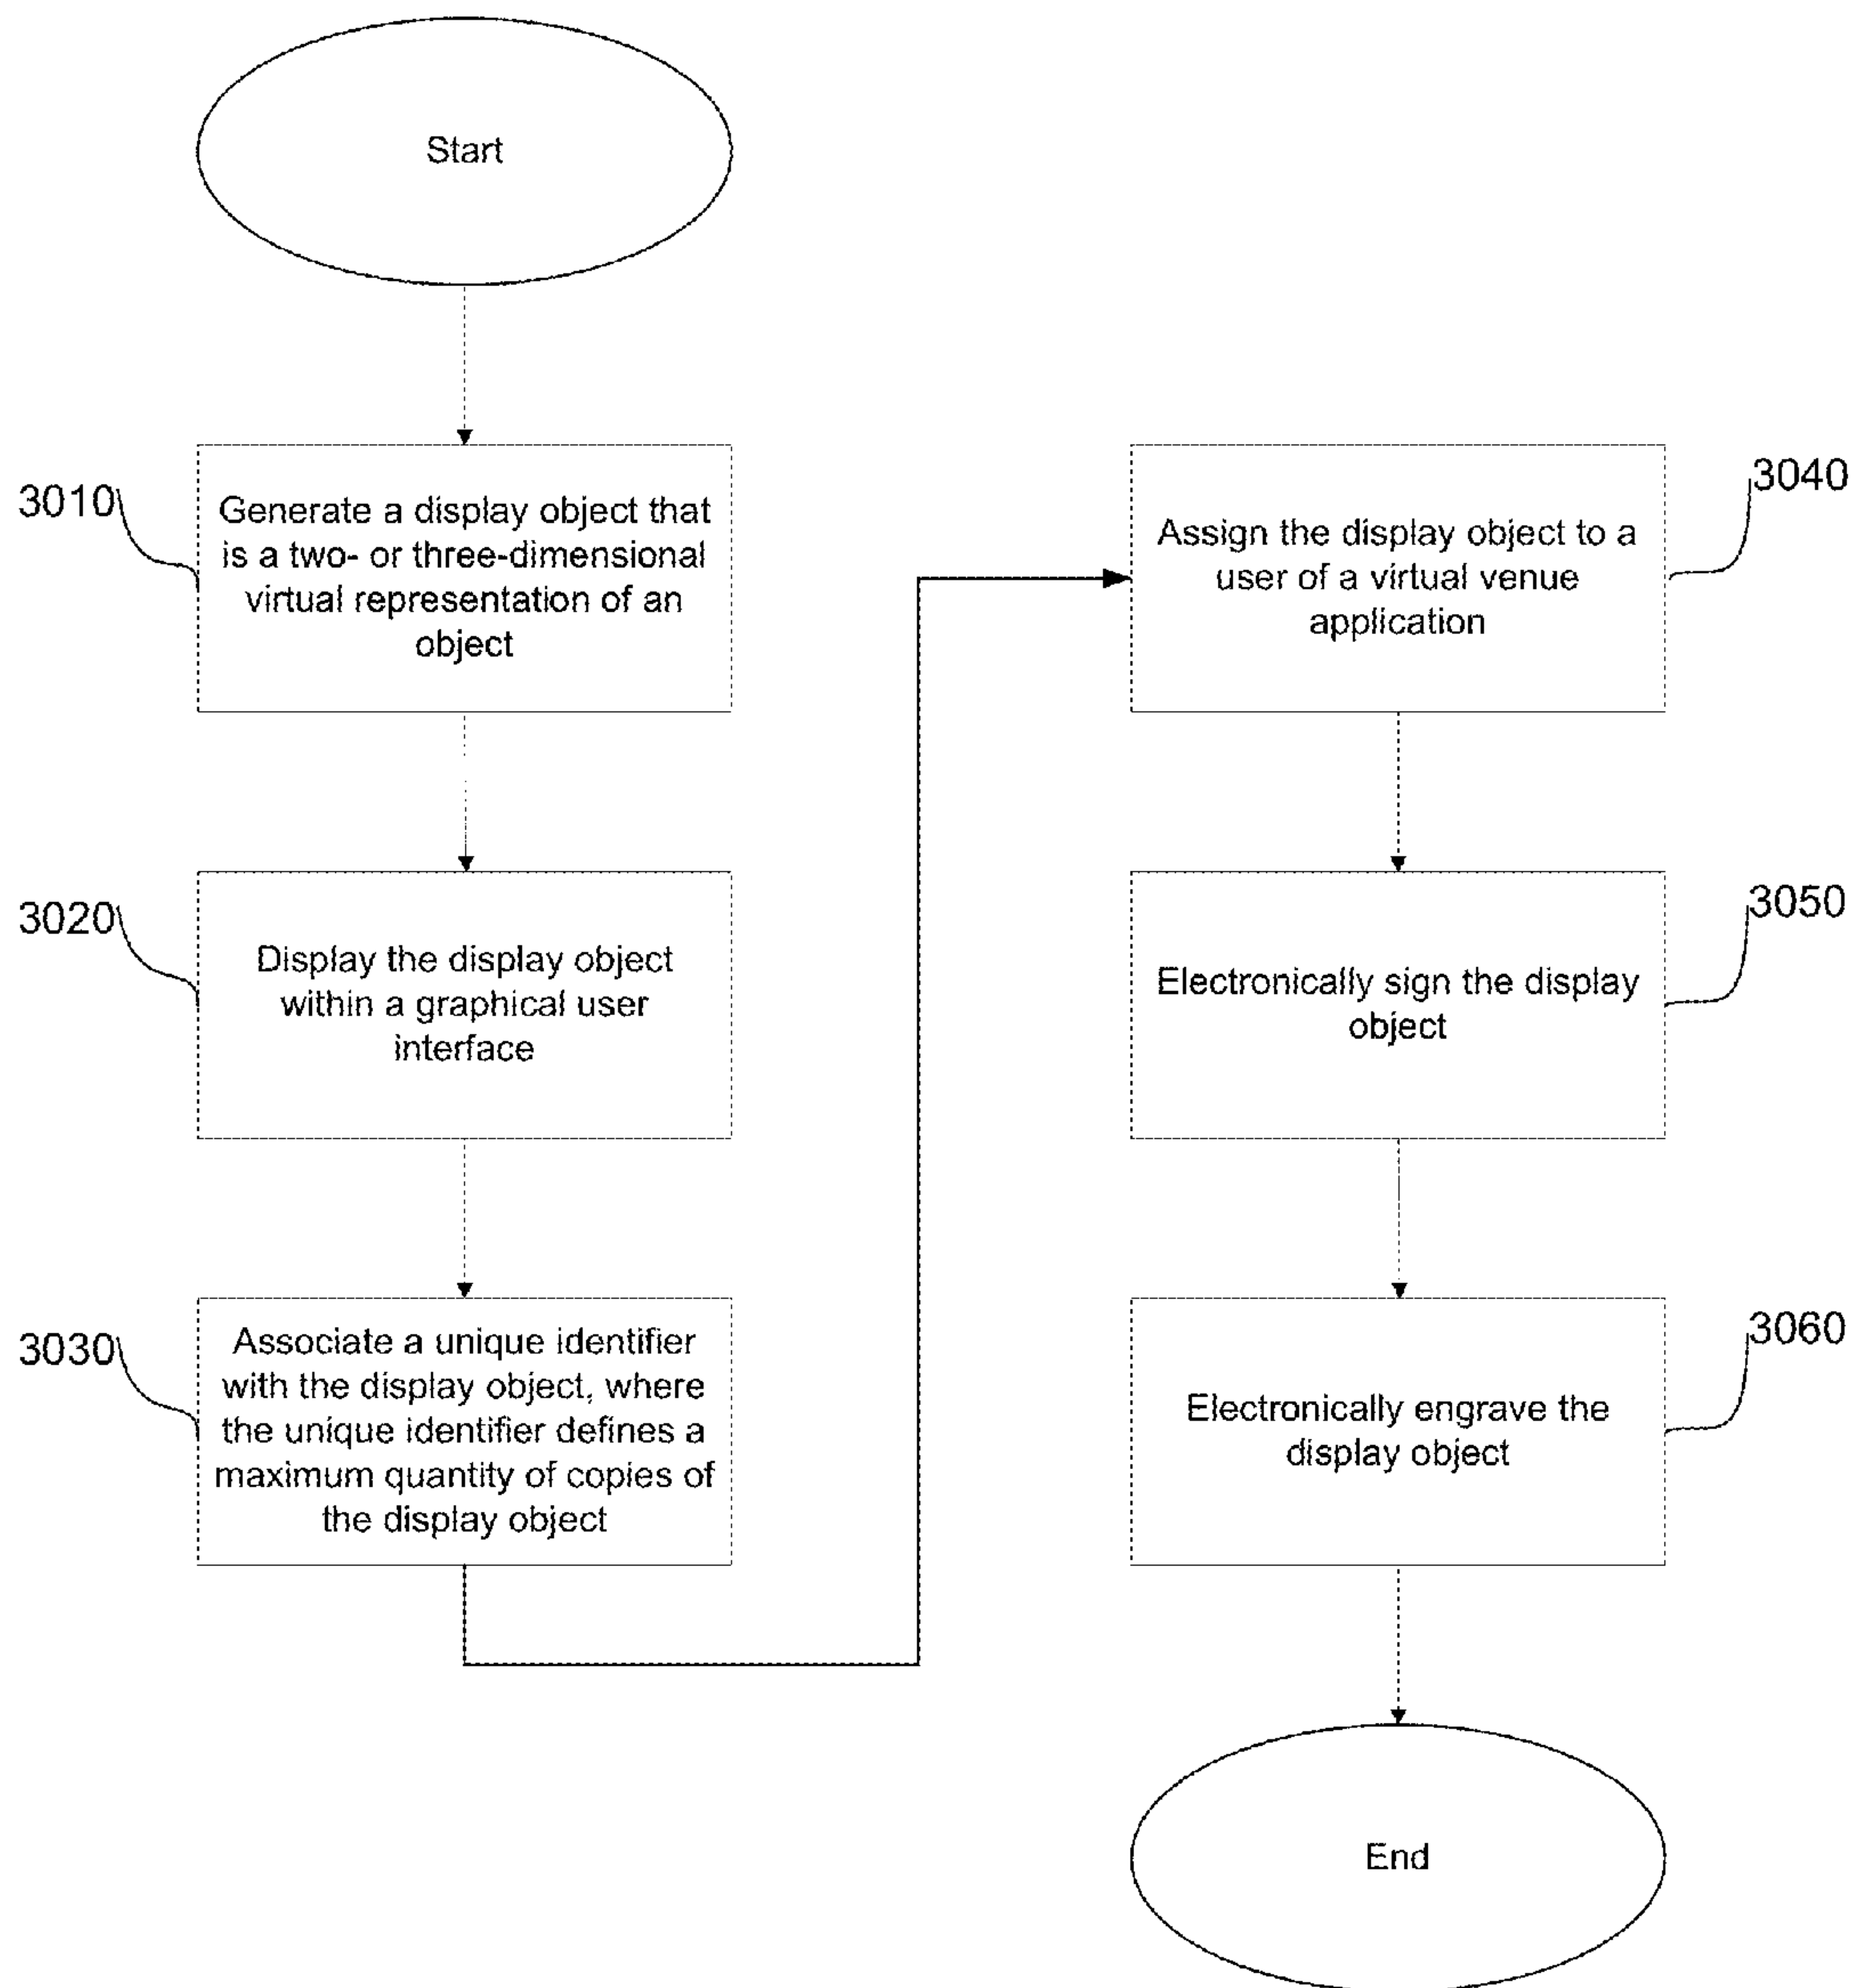 Start
3010
Generate a display object that
is a two- or three-dimensional
virtual representation of an
object
3020
Display the display object
within a graphical user
interface
3030
Associate a unique identifier
with the display object, where
the unique identifier defines a
maximum quantity of copies of
the display object
3040
Assign the display object to a
user of a virtual venue
application
3050
Electronically sign the display
object
3060
Electronically engrave the
display object
End